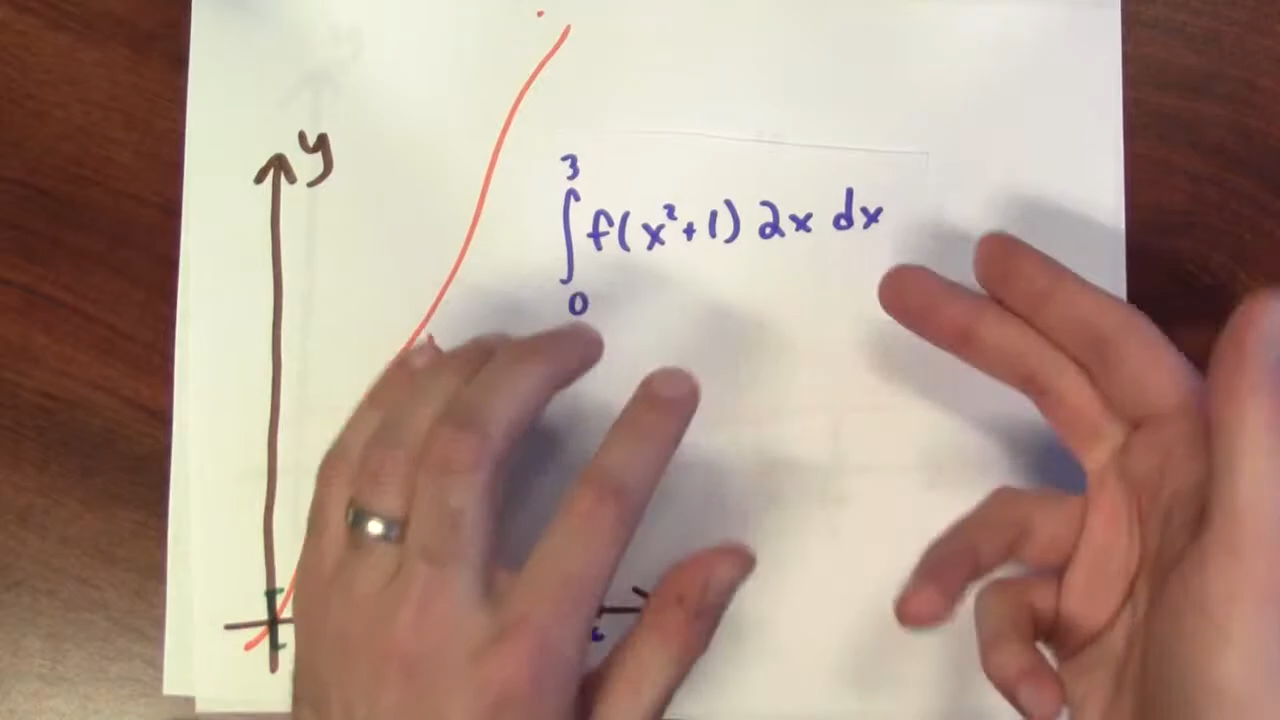 y
3
∫ f(x²+1) 2x dx
0